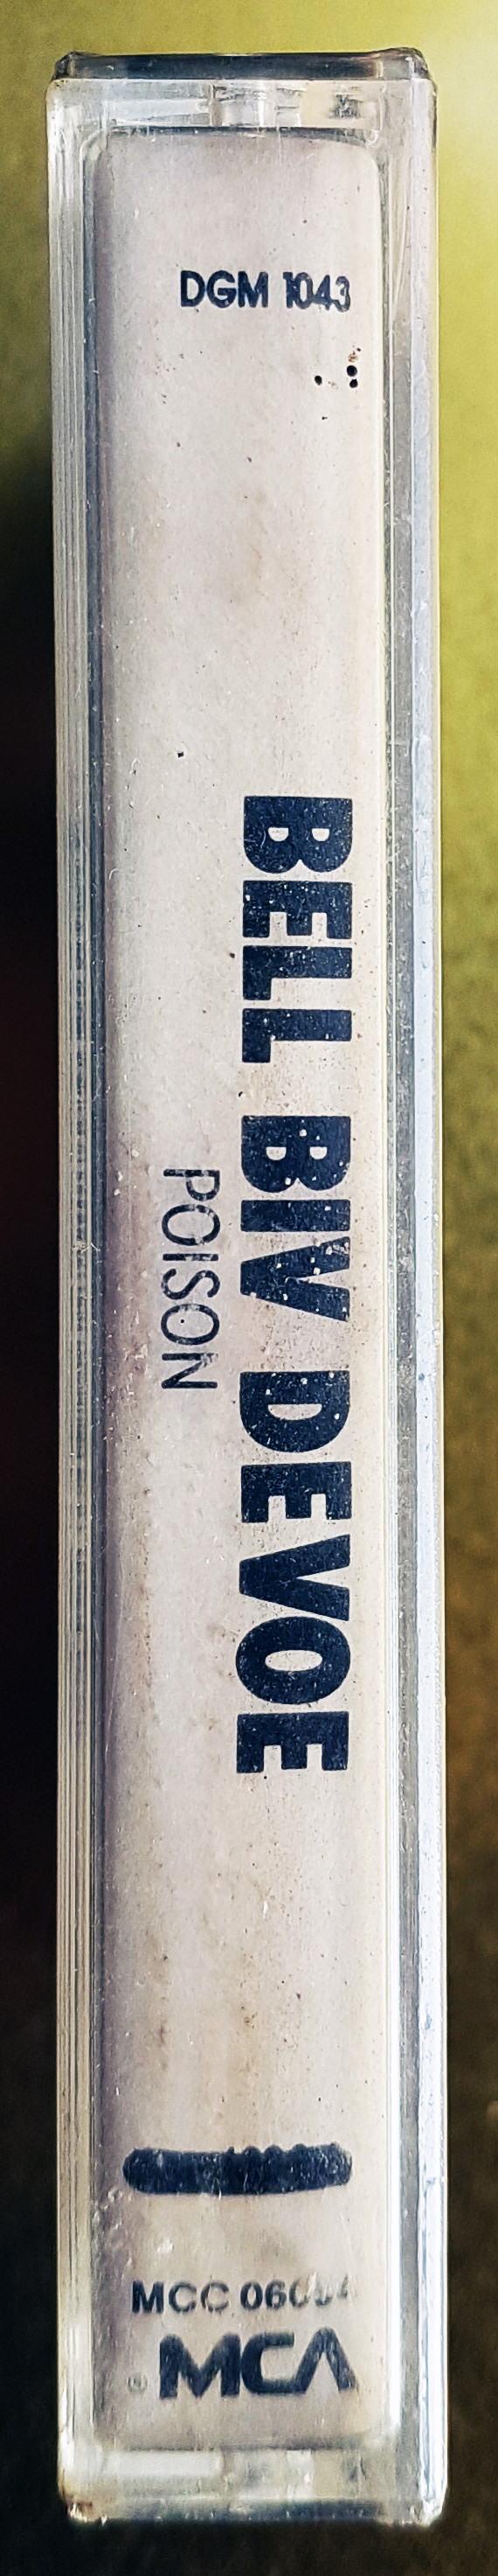 DGM 1043
BELL BIV DEVOE
POISON
MCC
MCA